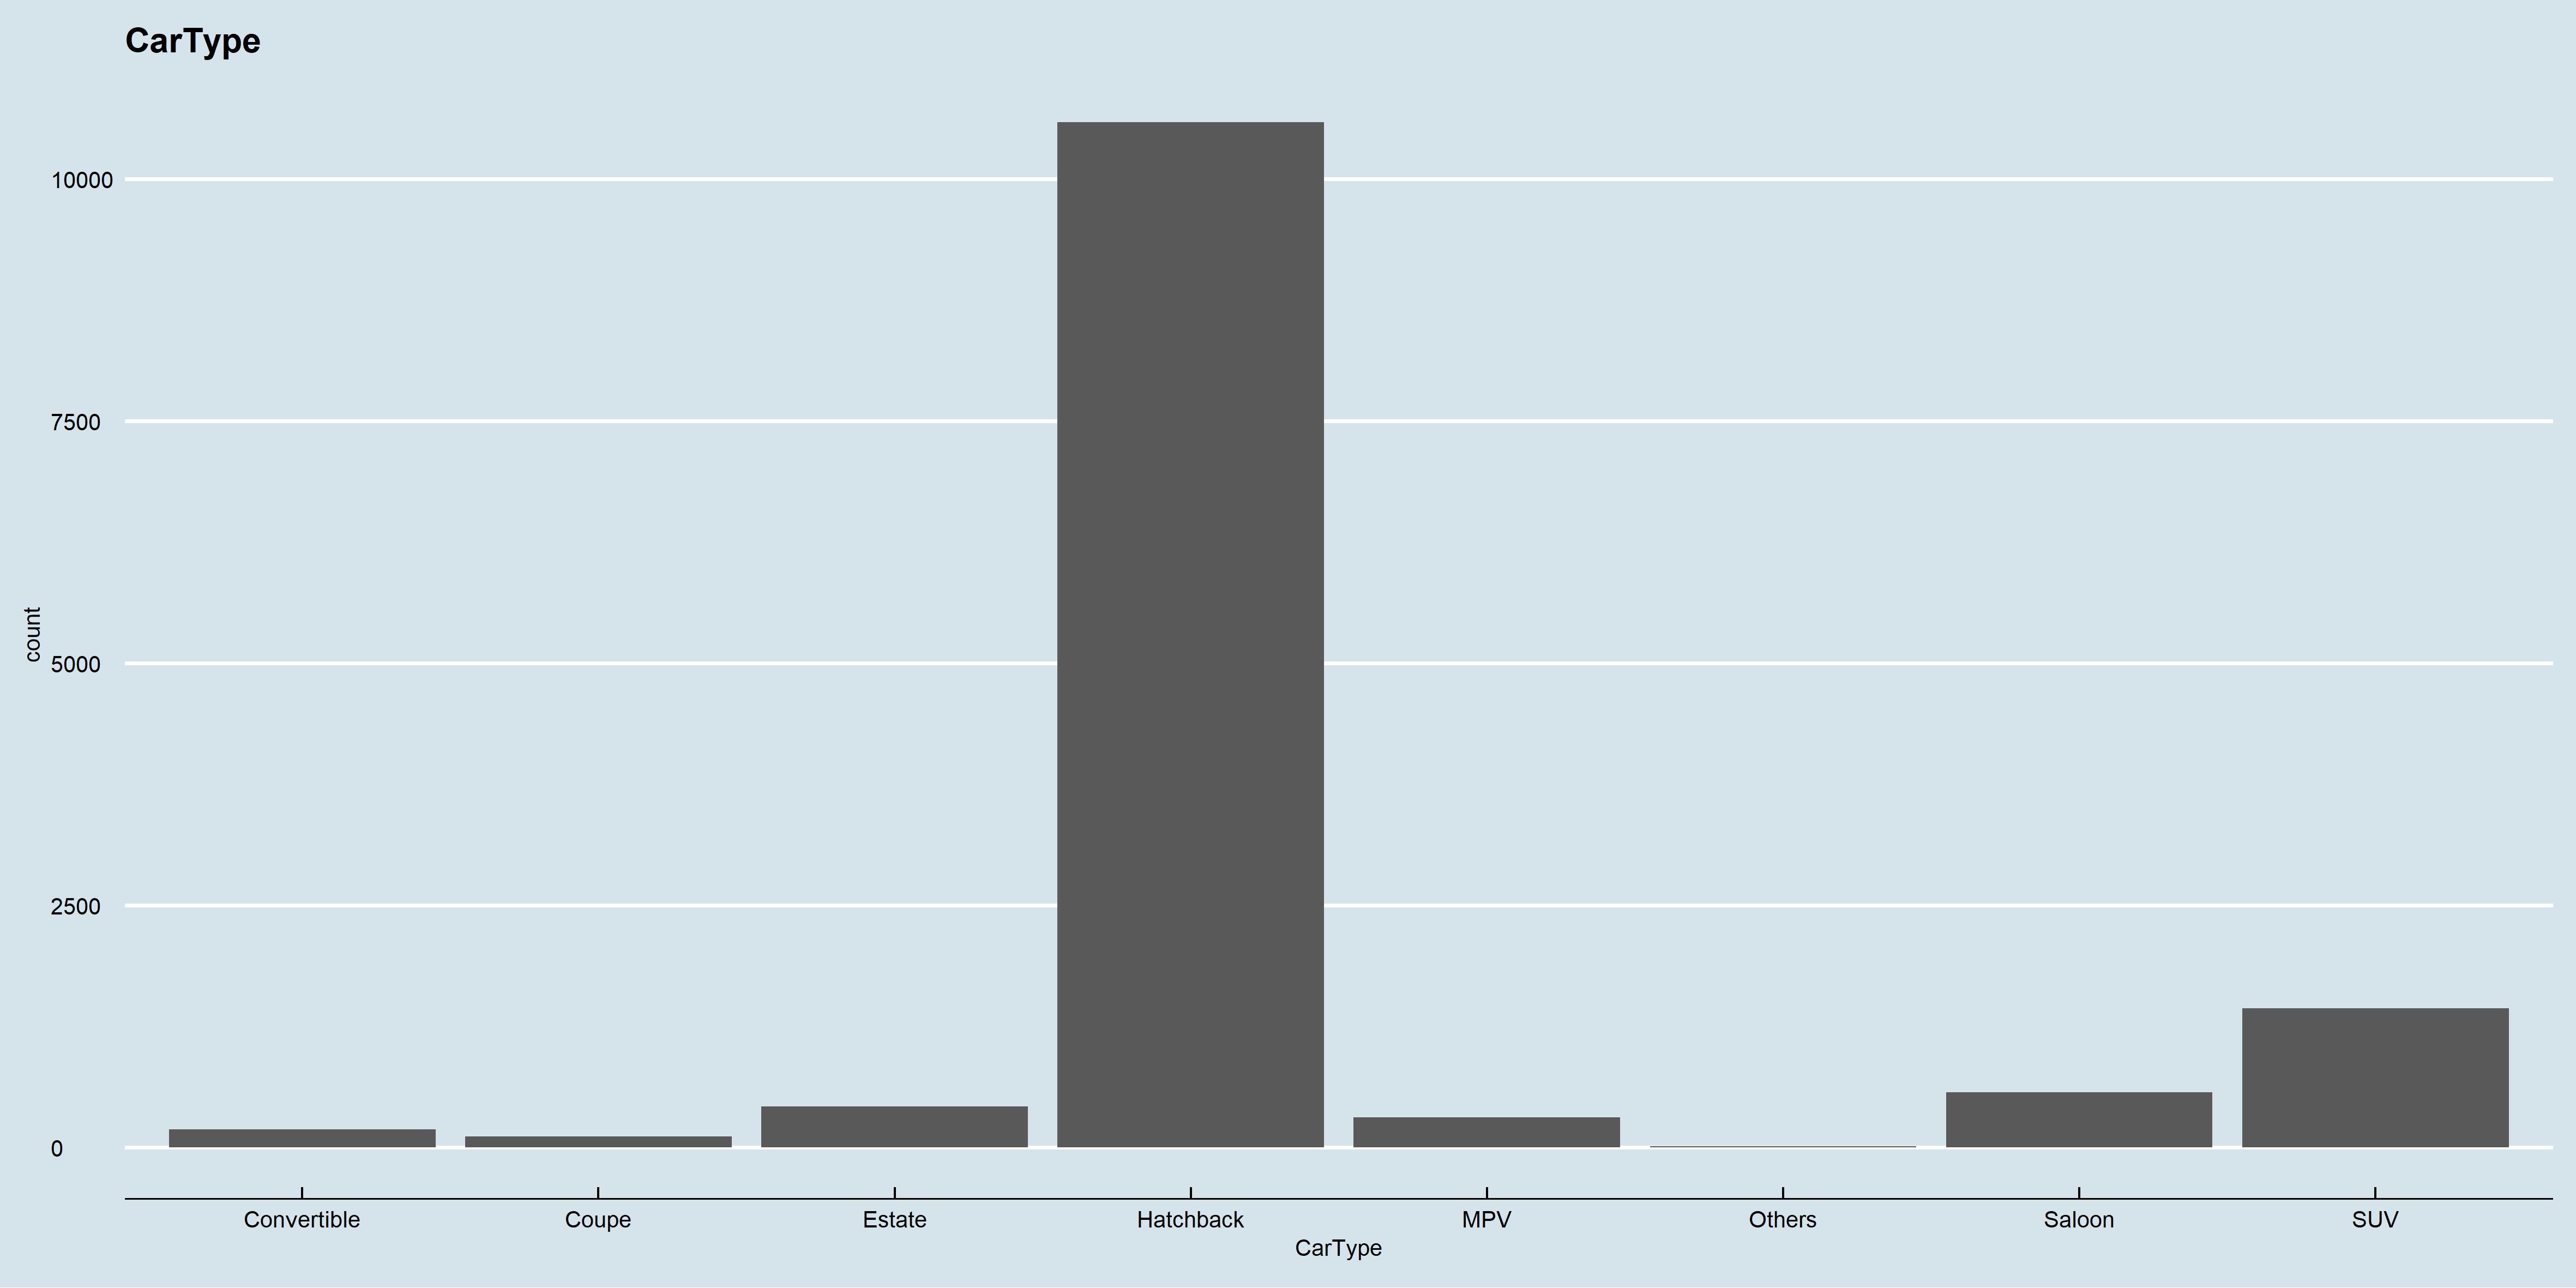 CarType
10000
7500
5000
2500
0
count
Convertible Coupe Estate Hatchback MPV Others Saloon SUV
CarType